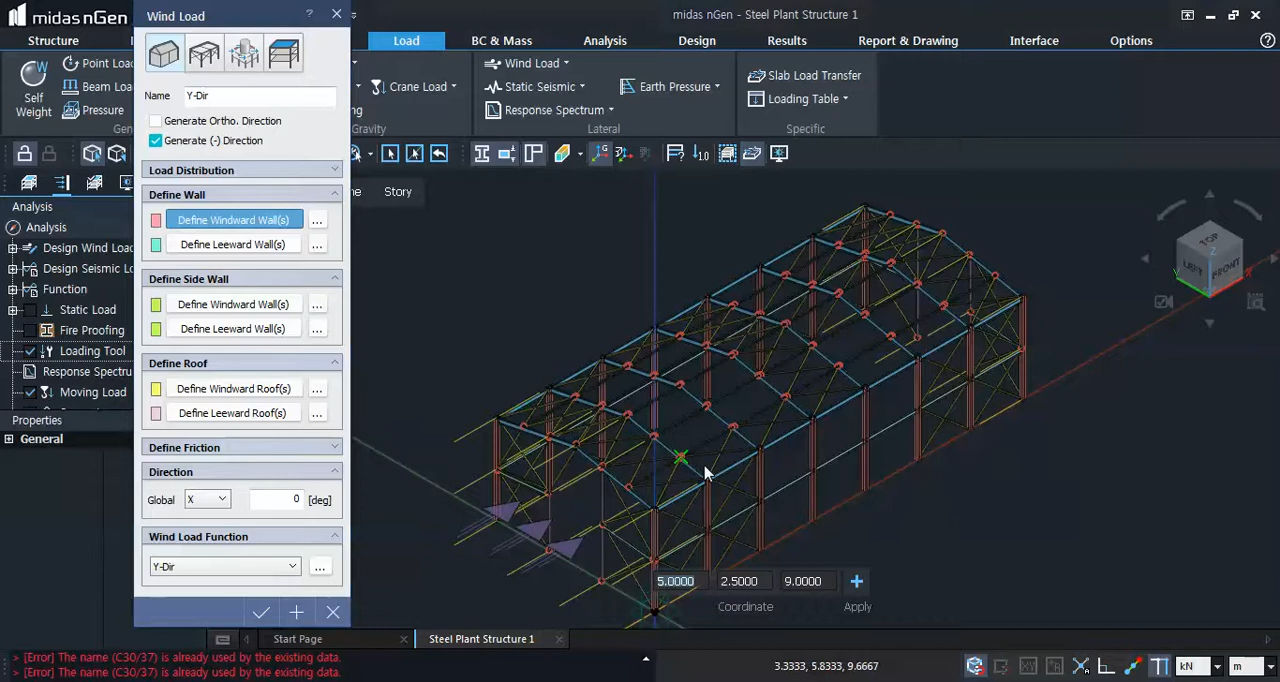 midas nGen
midas nGen - Steel Plant Structure 1
Wind Load
?
Structure
Load
BC & Mass
Analysis
Design
Results
Report & Drawing
Interface
Options
Self
Weight
Point Loa
Beam Loa
Pressure
Crane Load
Gravity
Wind Load
Static Seismic
Response Spectrum
Earth Pressure
Lateral
Slab Load Transfer
Loading Table
Specific
Name
Y-Dir
Generate Ortho. Direction
Generate (-) Direction
Load Distribution
Define Wall
Define Windward Wall(s)
...
Define Leeward Wall(s)
...
Define Side Wall
Define Windward Wall(s)
...
Define Leeward Wall(s)
...
Define Roof
Define Windward Roof(s)
...
Define Leeward Roof(s)
...
Define Friction
Direction
Global
X
0
[deg]
Wind Load Function
Y-Dir
...
Story
Analysis
Analysis
Design Wind Loa
Design Seismic Lo
Function
Static Load
Fire Proofing
Loading Tool
Response Spectru
Moving Load
Properties
General
TOP
LEFT
FRONT
Z
Y
X
5.0000
2.5000
9.0000
Coordinate
Apply
Start Page
Steel Plant Structure 1
> [Error] The name (C30/37) is already used by the existing data.
> [Error] The name (C30/37) is already used by the existing data.
3.3333, 5.8333, 9.6667
kN
m